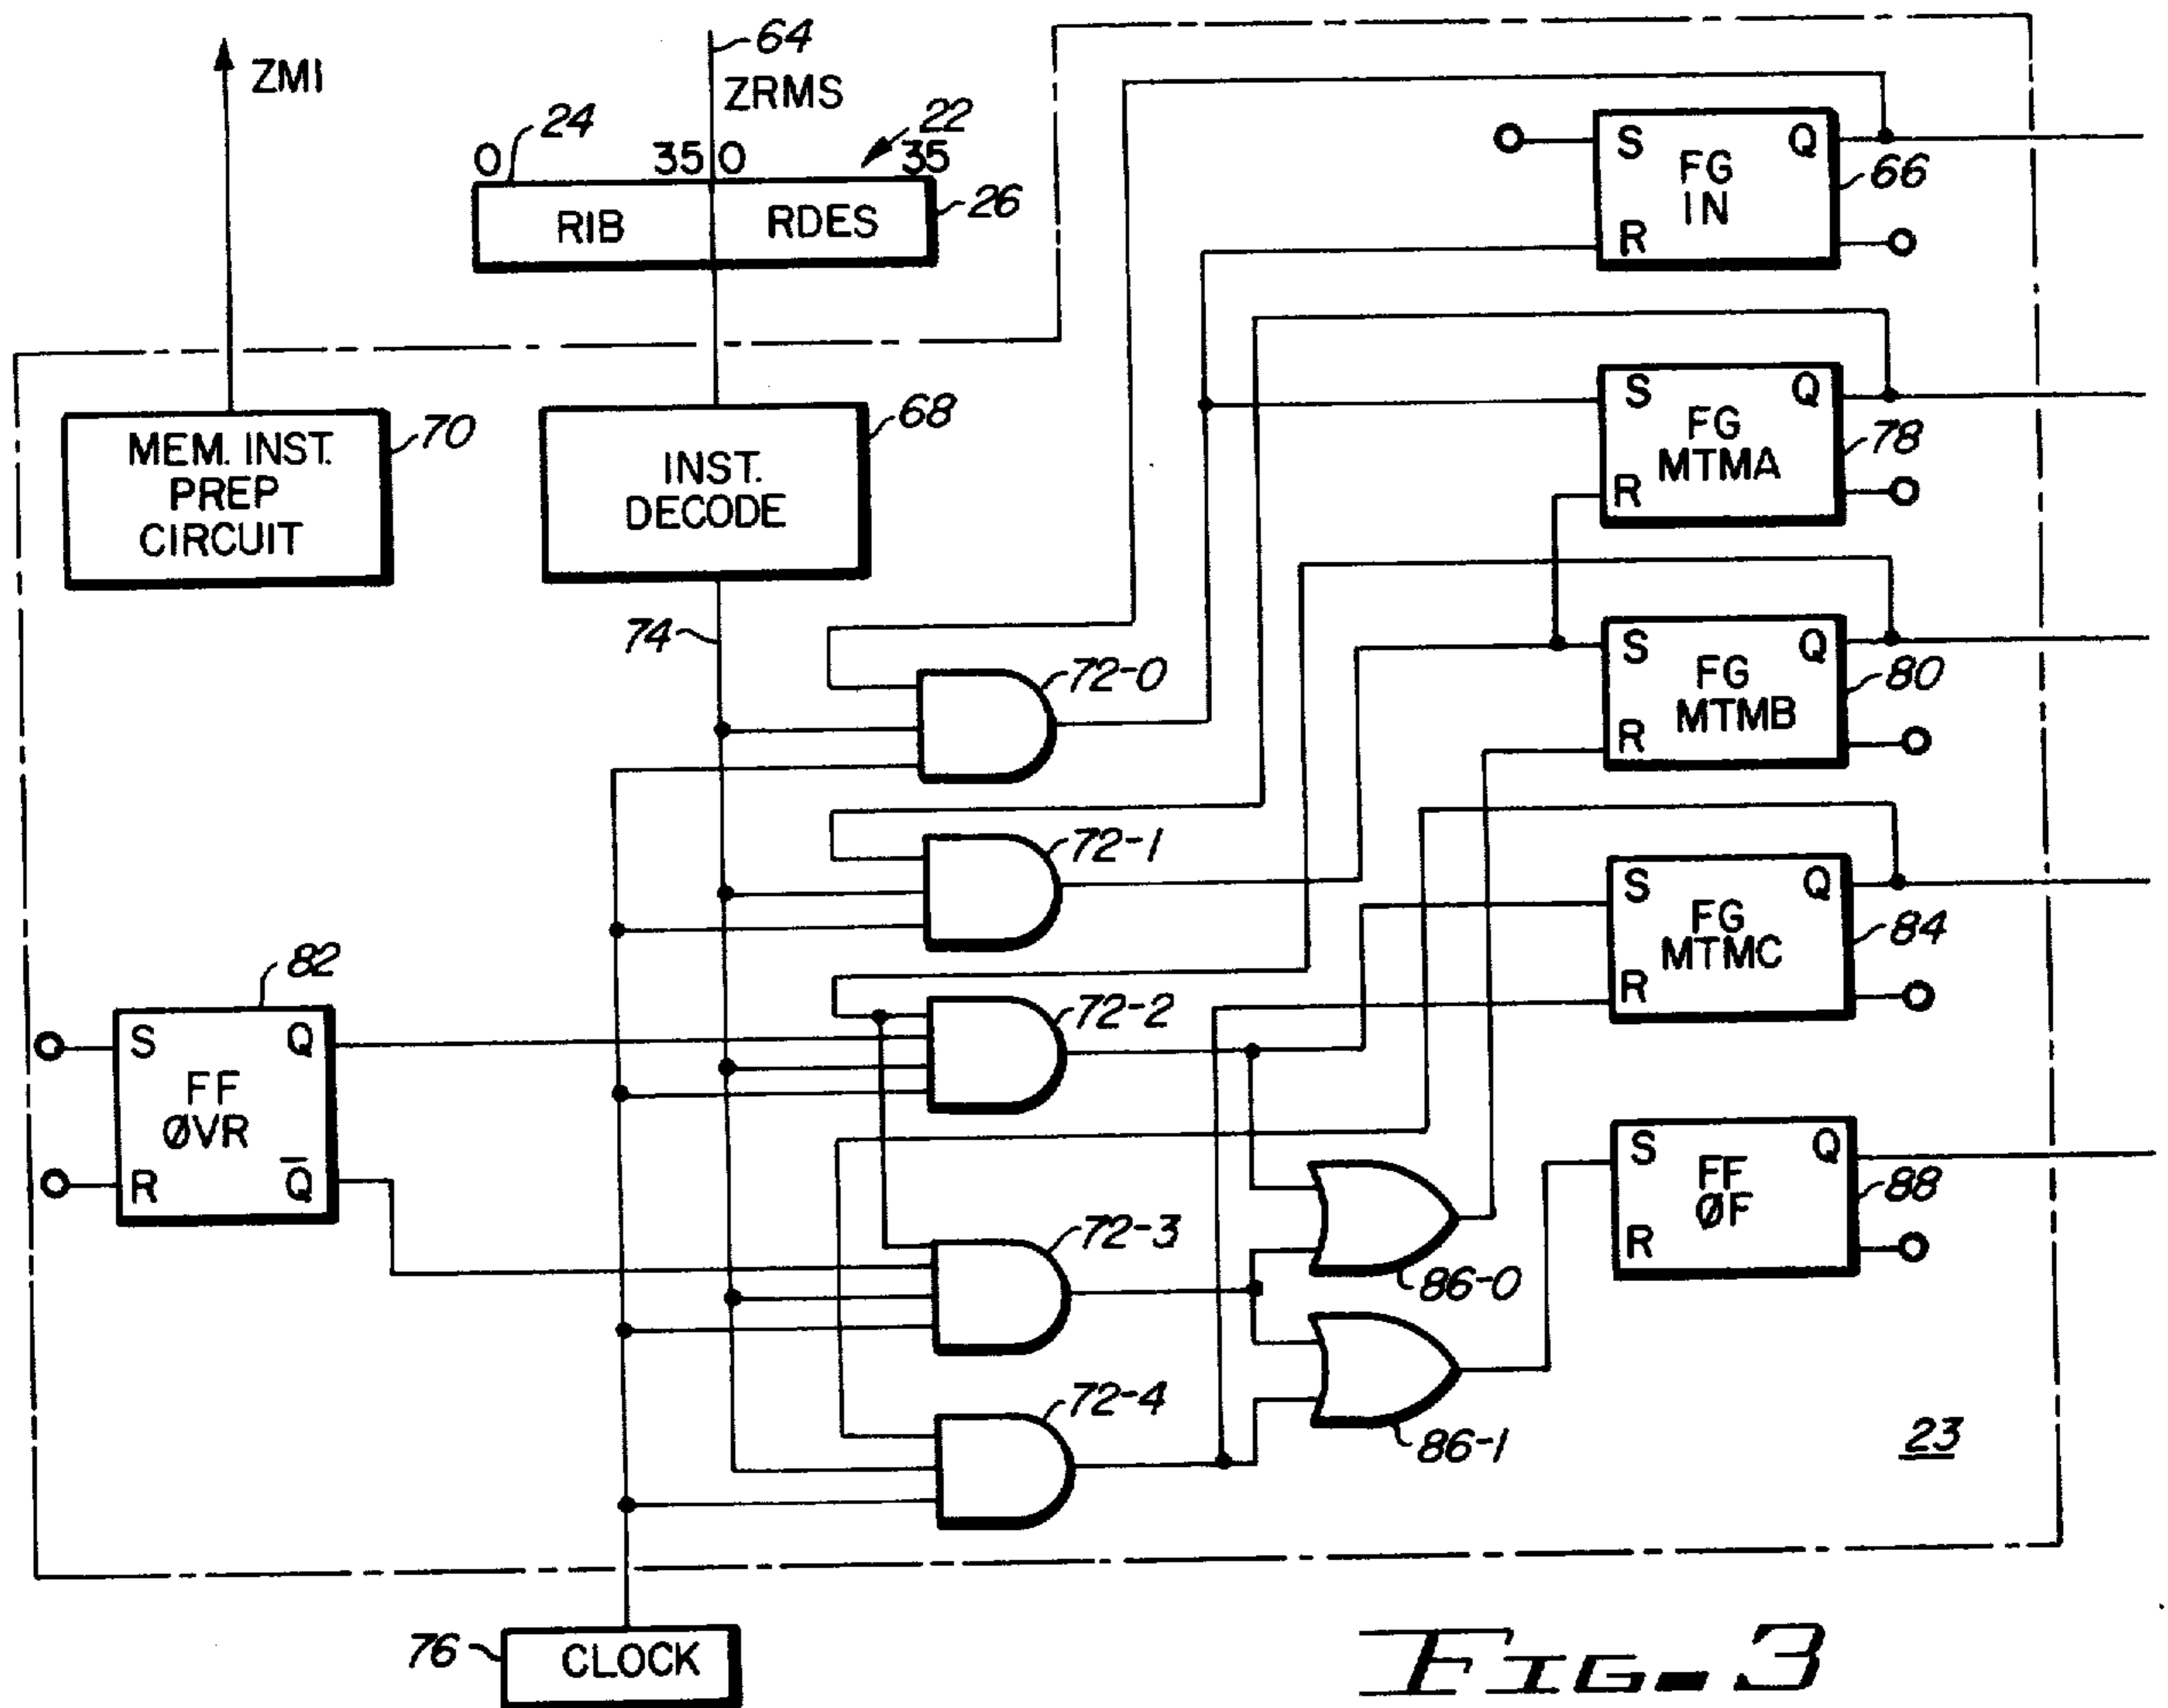 ZMI
64
ZRMS
24
22
0 35 0 35
RIB RDES
26
S Q
FG
IN
R
66
MEM. INST.
PREP
CIRCUIT
70
INST.
DECODE
68
S Q
FG
MTMA
R
78
74
72-0
S Q
FG
MTMB
R
80
72-1
S Q
FG
MTMC
R
84
82
S Q
FF
ØVR
R Q̅
72-2
72-3
86-0
S Q
FF
ØF
R
88
72-4
86-1
23
76
CLOCK
FIG-3